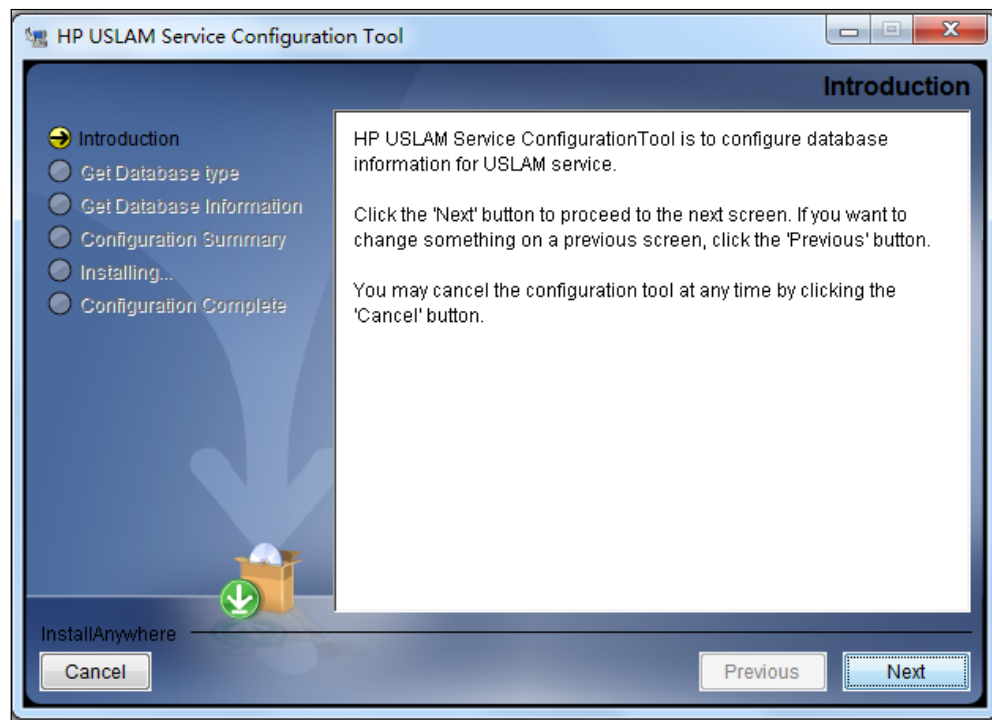 HP USLAM Service Configuration Tool
Introduction
Introduction
Get Database type
Get Database Information
Configuration Summary
Installing...
Configuration Complete
HP USLAM Service ConfigurationTool is to configure database
information for USLAM service.
Click the 'Next' button to proceed to the next screen. If you want to
change something on a previous screen, click the 'Previous' button.
You may cancel the configuration tool at any time by clicking the
'Cancel' button.
InstallAnywhere
Cancel
Previous
Next